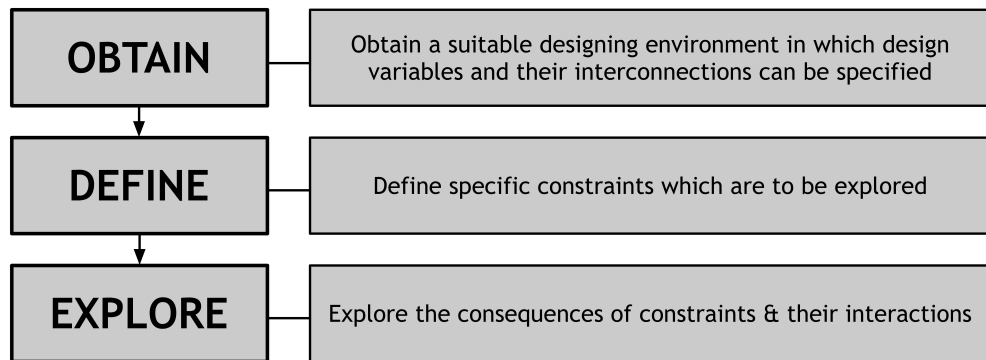 OBTAIN
Obtain a suitable designing environment in which design
variables and their interconnections can be specified
DEFINE
Define specific constraints which are to be explored
EXPLORE
Explore the consequences of constraints & their interactions